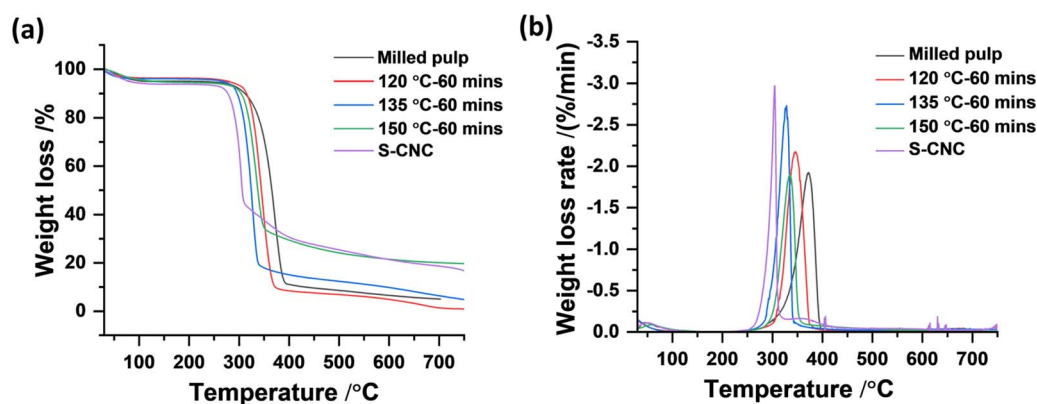 (a)
Weight loss /%
100
80
60
40
20
0
Milled pulp
120 °C-60 mins
135 °C-60 mins
150 °C-60 mins
S-CNC
100 200 300 400 500 600 700
Temperature /°C
(b)
Weight loss rate /(%/min)
-3.5
-3.0
-2.5
-2.0
-1.5
-1.0
-0.5
0.0
Milled pulp
120 °C-60 mins
135 °C-60 mins
150 °C-60 mins
S-CNC
100 200 300 400 500 600 700
Temperature /°C